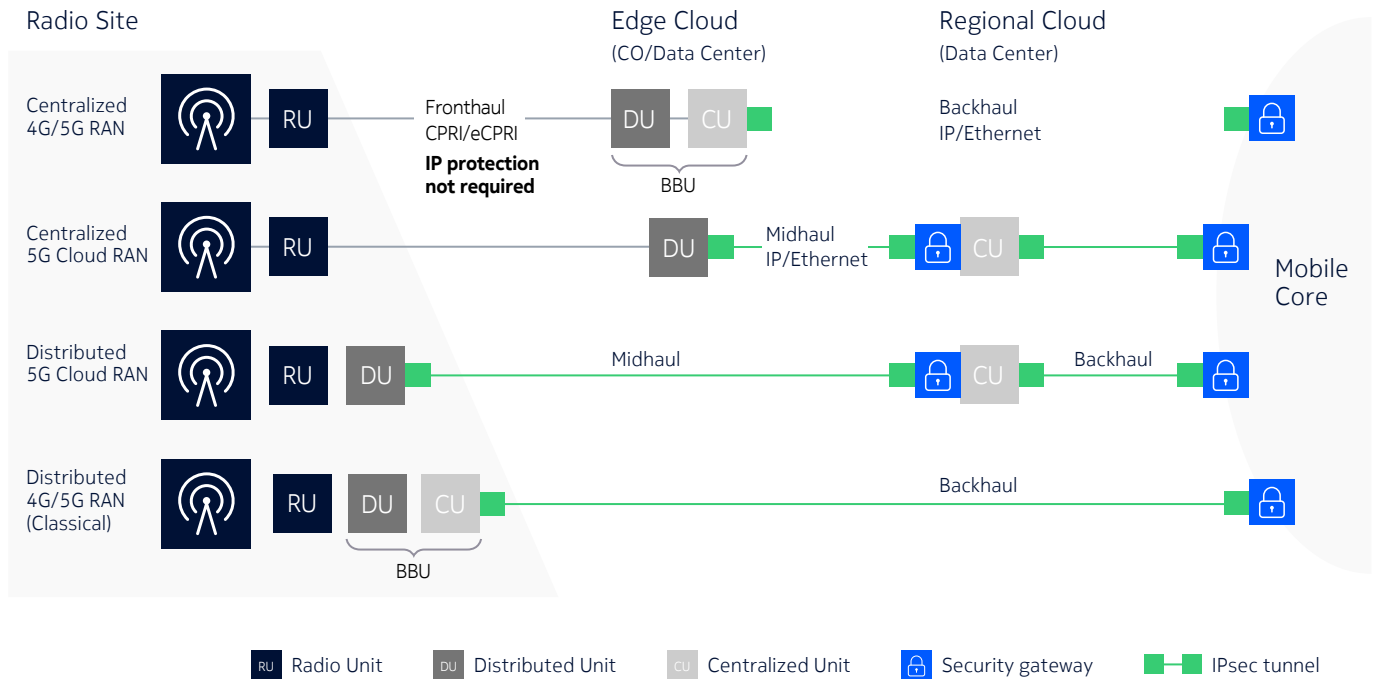 Radio Site
Edge Cloud
(CO/Data Center)
Regional Cloud
(Data Center)
Centralized
4G/5G RAN
RU
Fronthaul
CPRI/eCPRI
IP protection
not required
DU
CU
BBU
Backhaul
IP/Ethernet
Centralized
5G Cloud RAN
RU
DU
Midhaul
IP/Ethernet
CU
Mobile
Core
Distributed
5G Cloud RAN
RU
DU
Midhaul
CU
Backhaul
Distributed
4G/5G RAN
(Classical)
RU
DU
CU
BBU
Backhaul
RU Radio Unit
DU Distributed Unit
CU Centralized Unit
Security gateway
IPsec tunnel